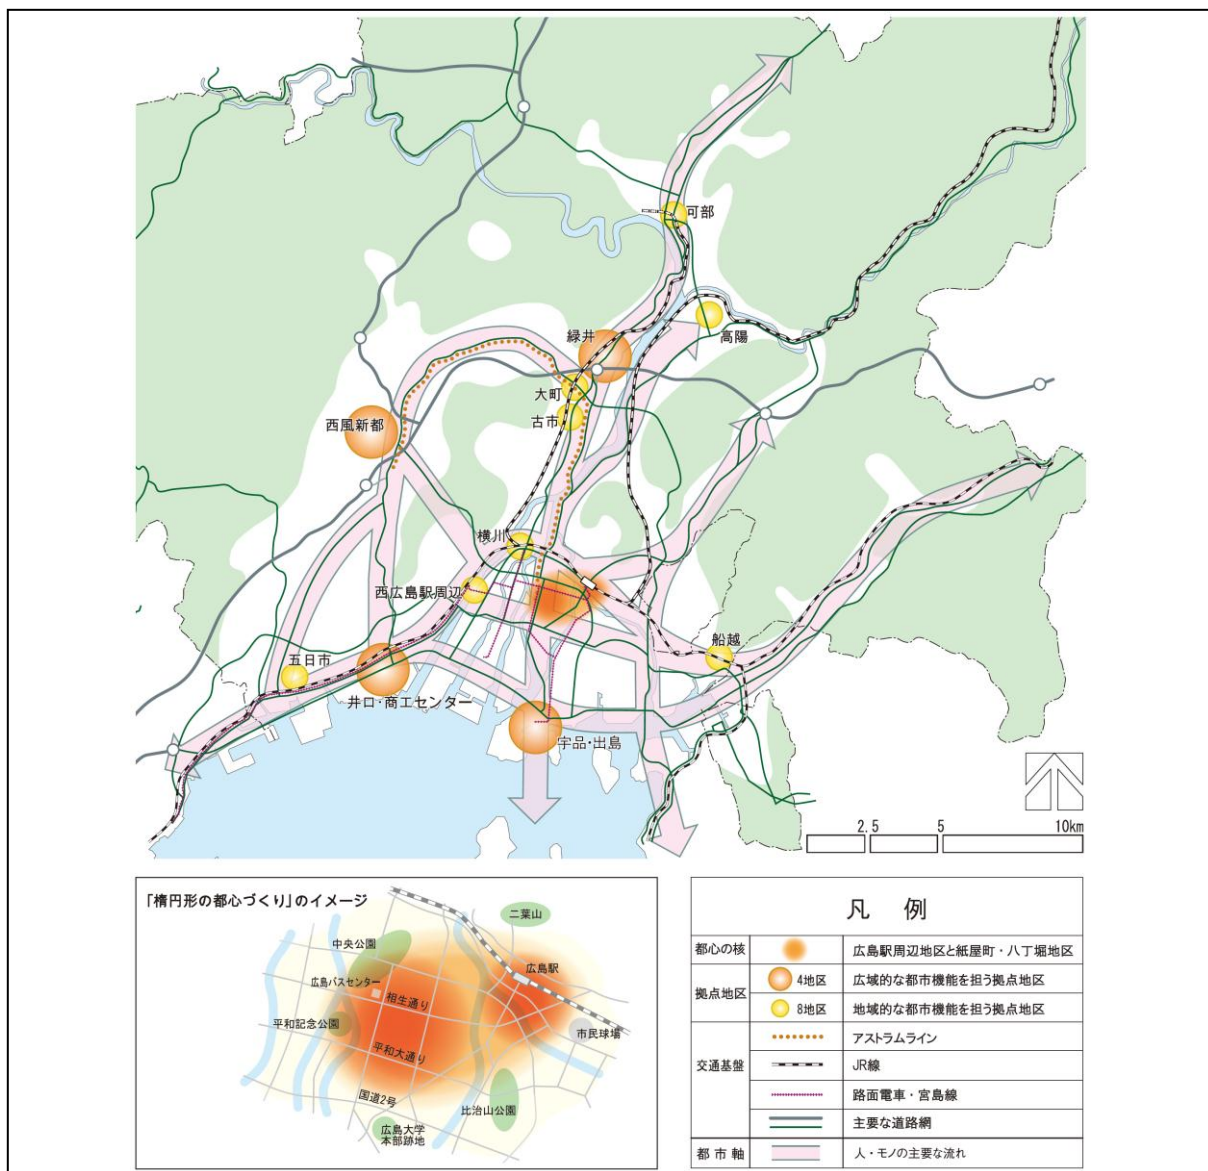 可部
高陽
緑井
大町
古市
西風新都
横川
西広島駅周辺
船越
五日市
井口・商工センター
宇品・出島
2.5 5 10km
「楕円形の都心づくり」のイメージ
二葉山
中央公園
広島駅
広島バスセンター
相生通り
平和記念公園
市民球場
平和大通り
国道2号
比治山公園
広島大学
本部跡地
凡 例
都心の核 広島駅周辺地区と紙屋町・八丁堀地区
拠点地区 4地区 広域的な都市機能を担う拠点地区
8地区 地域的な都市機能を担う拠点地区
交通基盤 アストラムライン
JR線
路面電車・宮島線
主要な道路網
都市軸 人・モノの主要な流れ